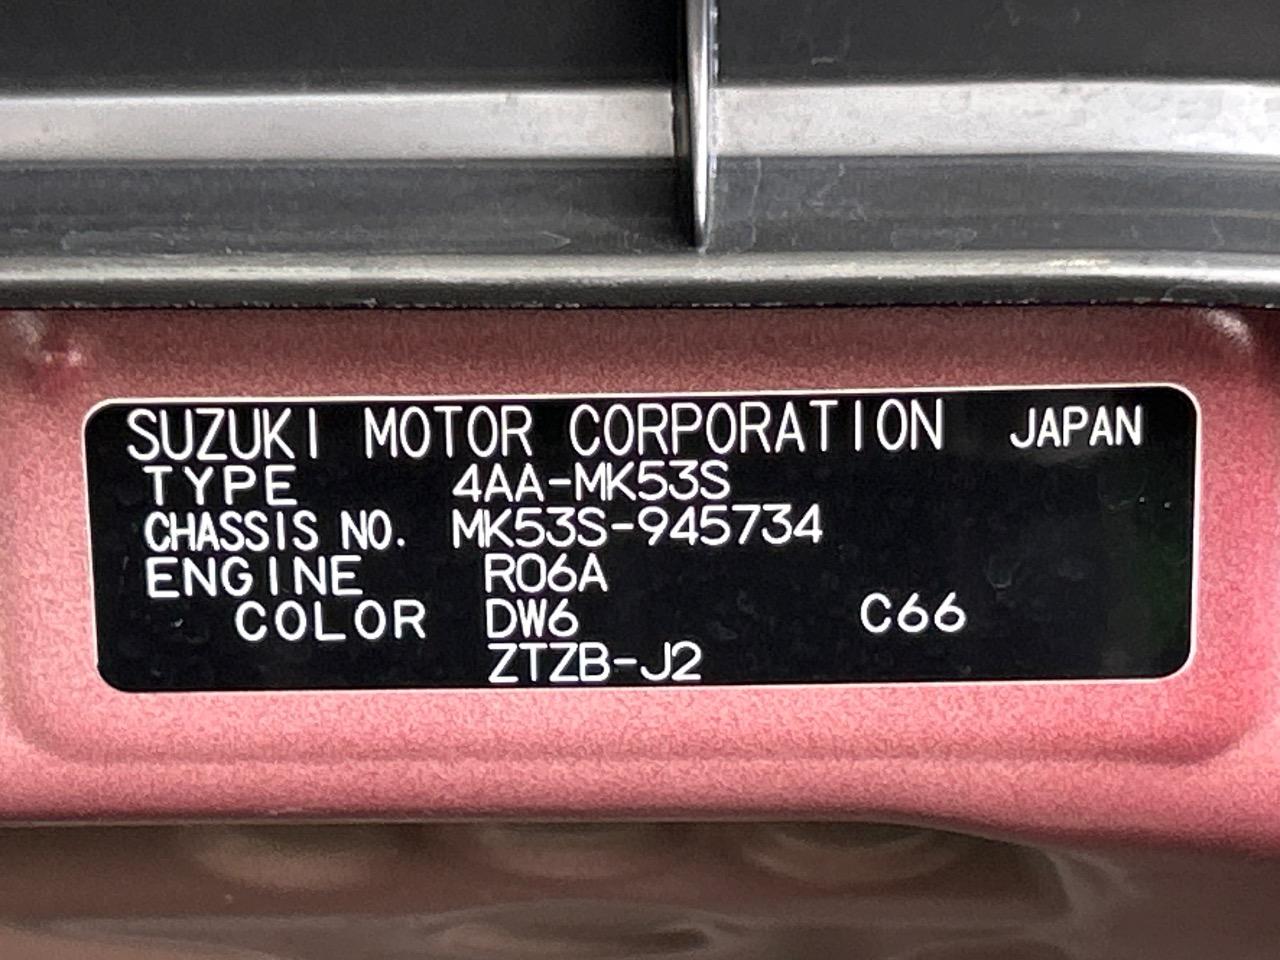 SUZUKI MOTOR CORPORATION JAPAN
TYPE 4AA-MK53S
CHASSIS NO. MK53S-945734
ENGINE R06A
COLOR DW6 C66
ZTZB-J2